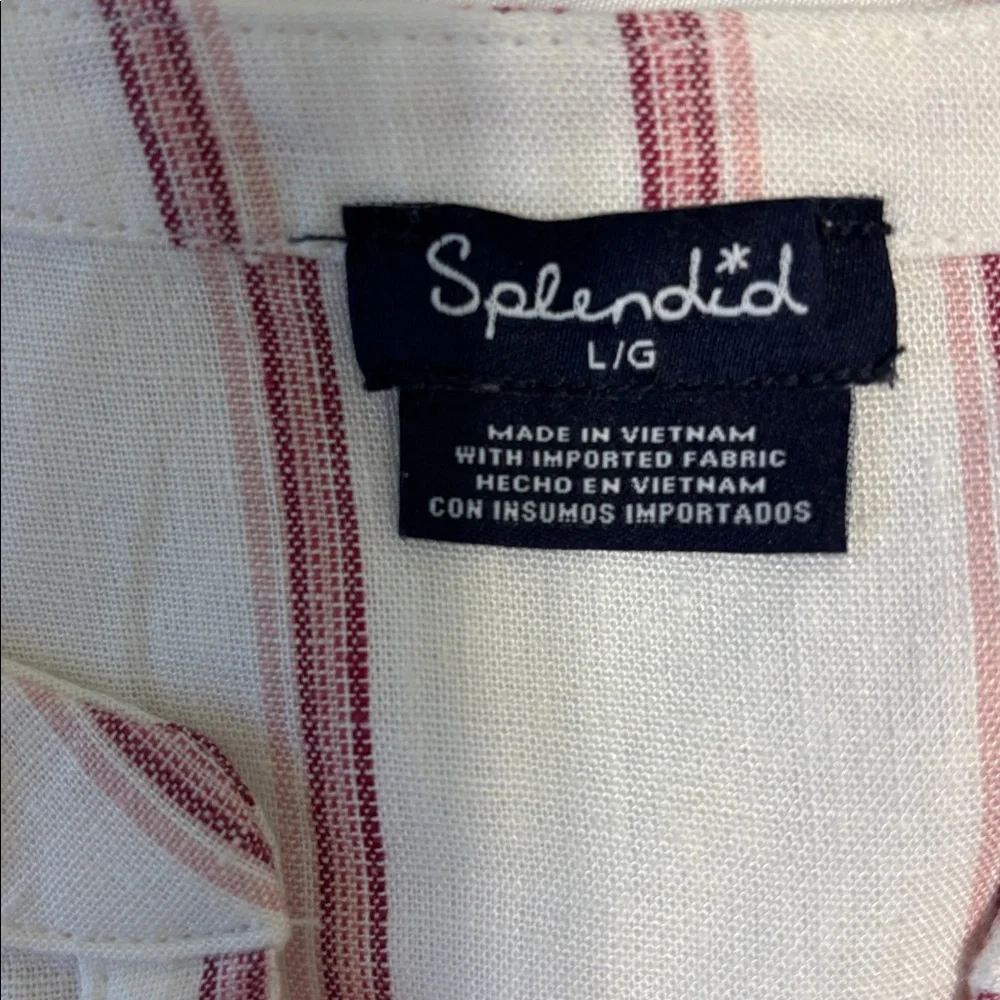 Splendid
L/G
MADE IN VIETNAM
WITH IMPORTED FABRIC
HECHO EN VIETNAM
CON INSUMOS IMPORTADOS